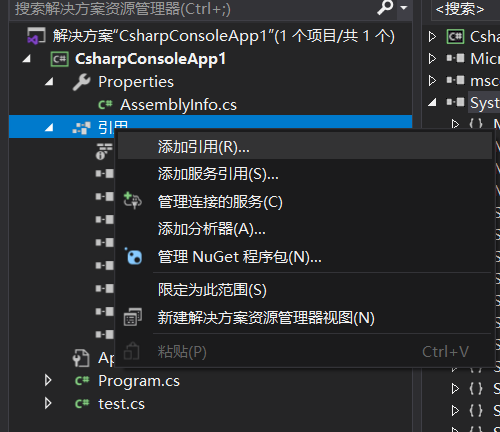 搜索解决方案资源管理器(Ctrl+;)
<搜索>
解决方案“CsharpConsoleApp1”(1 个项目/共 1 个)
CsharpConsoleApp1
Properties
AssemblyInfo.cs
引用
添加引用(R)...
添加服务引用(S)...
管理连接的服务(C)
添加分析器(A)...
管理 NuGet 程序包(N)...
限定为此范围(S)
新建解决方案资源管理器视图(N)
粘贴(P) Ctrl+V
Ap
Program.cs
test.cs
Csha
Micr
msc
Syst